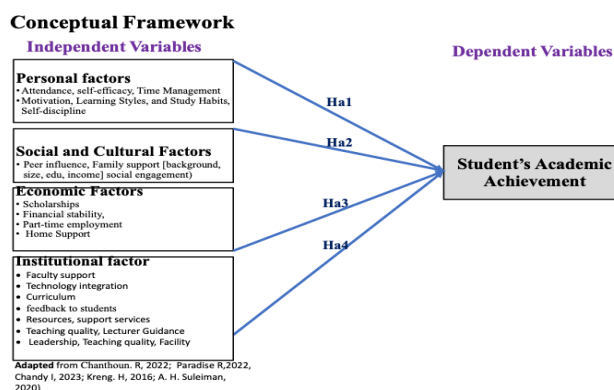 Conceptual Framework
Independent Variables
Dependent Variables
Personal factors
• Attendance, self-efficacy, Time Management
• Motivation, Learning Styles, and Study Habits,
Self-discipline
Ha1
Ha2
Social and Cultural Factors
• Peer influence, Family support [background,
size, edu, income] social engagement)
Student's Academic
Achievement
Economic Factors
• Scholarships
• Financial stability,
• Part-time employment
• Home Support
Ha3
Ha4
Institutional factor
• Faculty support
• Technology integration
• Curriculum
• feedback to students
• Resources, support services
• Teaching quality, Lecturer Guidance
• Leadership, Teaching quality, Facility
Adapted from Chanthoun. R, 2022; Paradise R,2022,
Chandy I, 2023; Kreng. H, 2016; A. H. Suleiman,
2020)